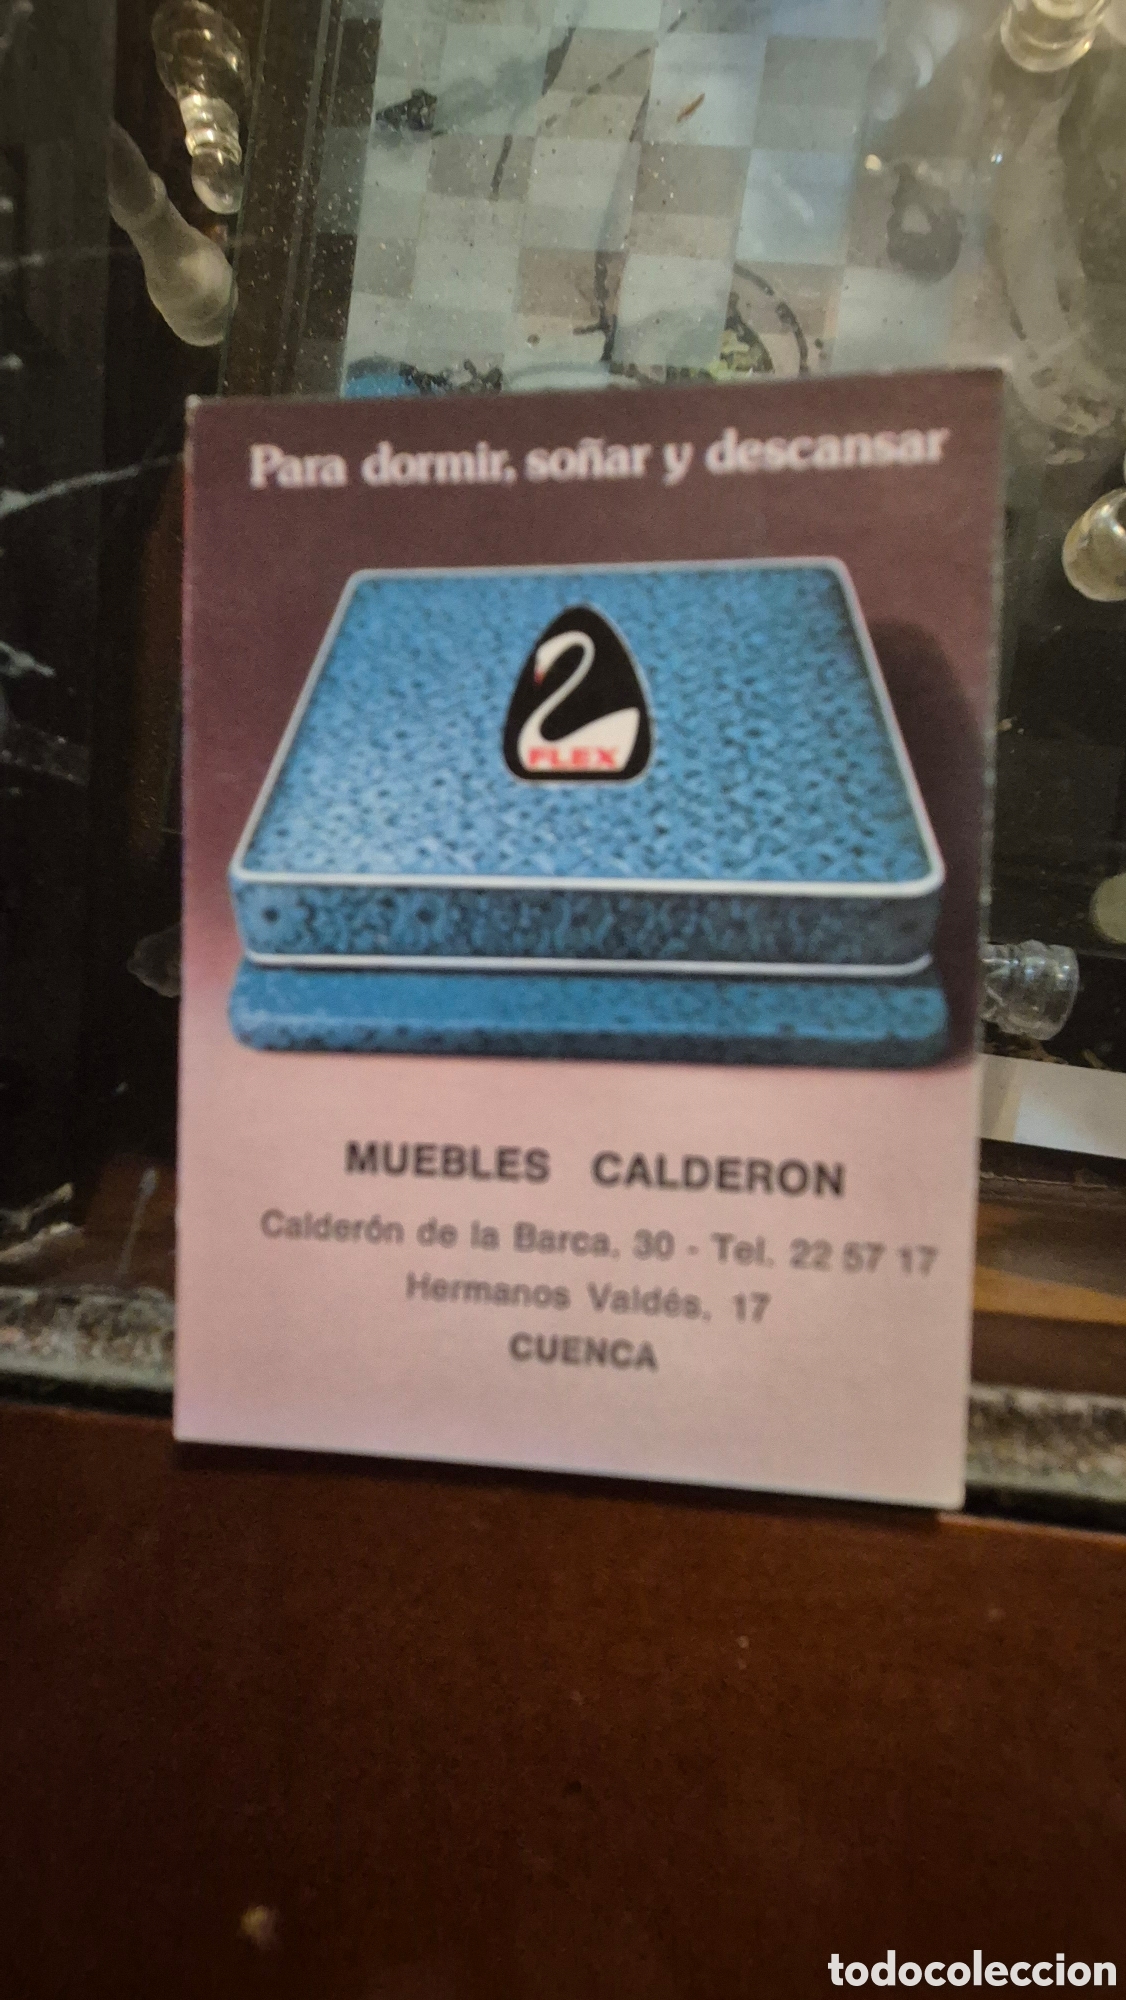 Para dormir, soñar y descansar
FLEX
MUEBLES CALDERON
Calderón de la Barca, 30 - Tel. 22 57 17
Hermanos Valdés, 17
CUENCA
todocoleccion